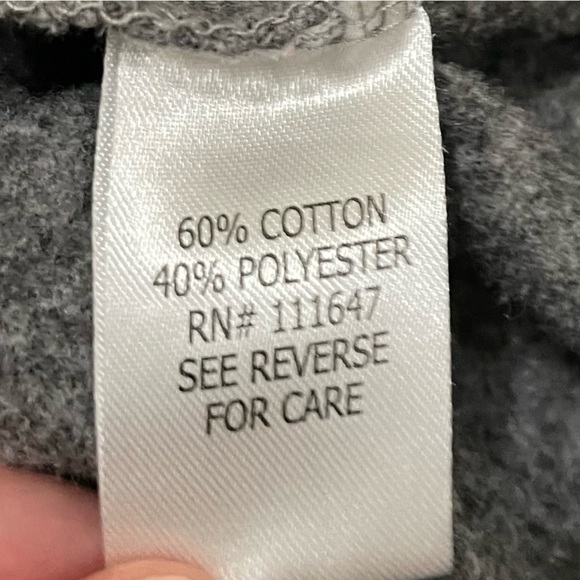 60% COTTON
40% POLYESTER
RN# 111647
SEE REVERSE
FOR CARE